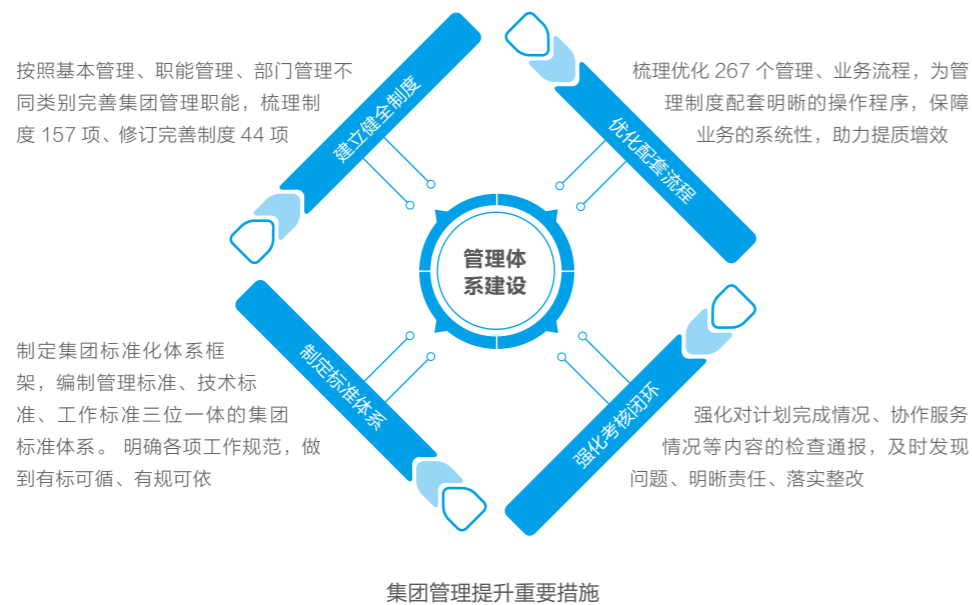 按照基本管理、职能管理、部门管理不
同类别完善集团管理职能，梳理制
度 157 项、修订完善制度 44 项
建立健全制度
梳理优化 267 个管理、业务流程，为管
理制度配套明晰的操作程序，保障
业务的系统性，助力提质增效
优化配套流程
管理体
系建设
制定集团标准化体系框
架，编制管理标准、技术标
准、工作标准三位一体的集团
标准体系。 明确各项工作规范，做
到有标可循、有规可依
制定标准体系
强化考核闭环
强化对计划完成情况、协作服务
情况等内容的检查通报，及时发现
问题、明晰责任、落实整改
集团管理提升重要措施